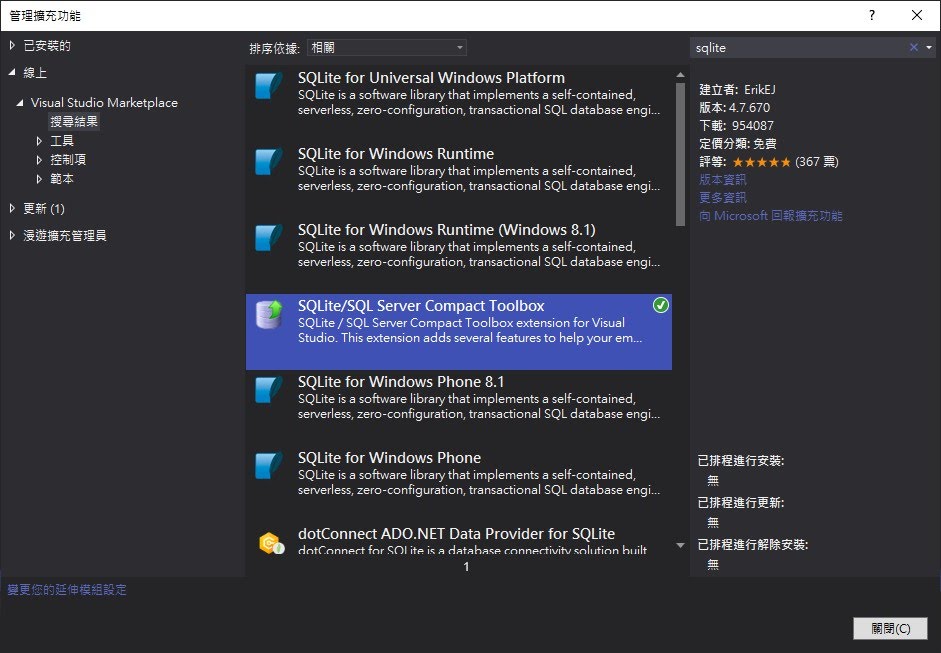 管理擴充功能
?
已安裝的
線上
Visual Studio Marketplace
搜尋結果
工具
控制項
範本
更新 (1)
漫遊擴充管理員
變更您的延伸模組設定
排序依據: 相關
SQLite for Universal Windows Platform
SQLite is a software library that implements a self-contained,
serverless, zero-configuration, transactional SQL database engi...
SQLite for Windows Runtime
SQLite is a software library that implements a self-contained,
serverless, zero-configuration, transactional SQL database engi...
SQLite for Windows Runtime (Windows 8.1)
SQLite is a software library that implements a self-contained,
serverless, zero-configuration, transactional SQL database engi...
SQLite/SQL Server Compact Toolbox
SQLite / SQL Server Compact Toolbox extension for Visual
Studio. This extension adds several features to help your em...
SQLite for Windows Phone 8.1
SQLite is a software library that implements a self-contained,
serverless, zero-configuration, transactional SQL database engi...
SQLite for Windows Phone
SQLite is a software library that implements a self-contained,
serverless, zero-configuration, transactional SQL database engi...
dotConnect ADO.NET Data Provider for SQLite
dotConnect for SQLite is a database connectivity solution built
1
sqlite
建立者: ErikEJ
版本: 4.7.670
下載: 954087
定價分類: 免費
評等: ★★★★★ (367 票)
版本資訊
更多資訊
向 Microsoft 回報擴充功能
已排程進行安裝:
無
已排程進行更新:
無
已排程進行解除安裝:
無
關閉(C)